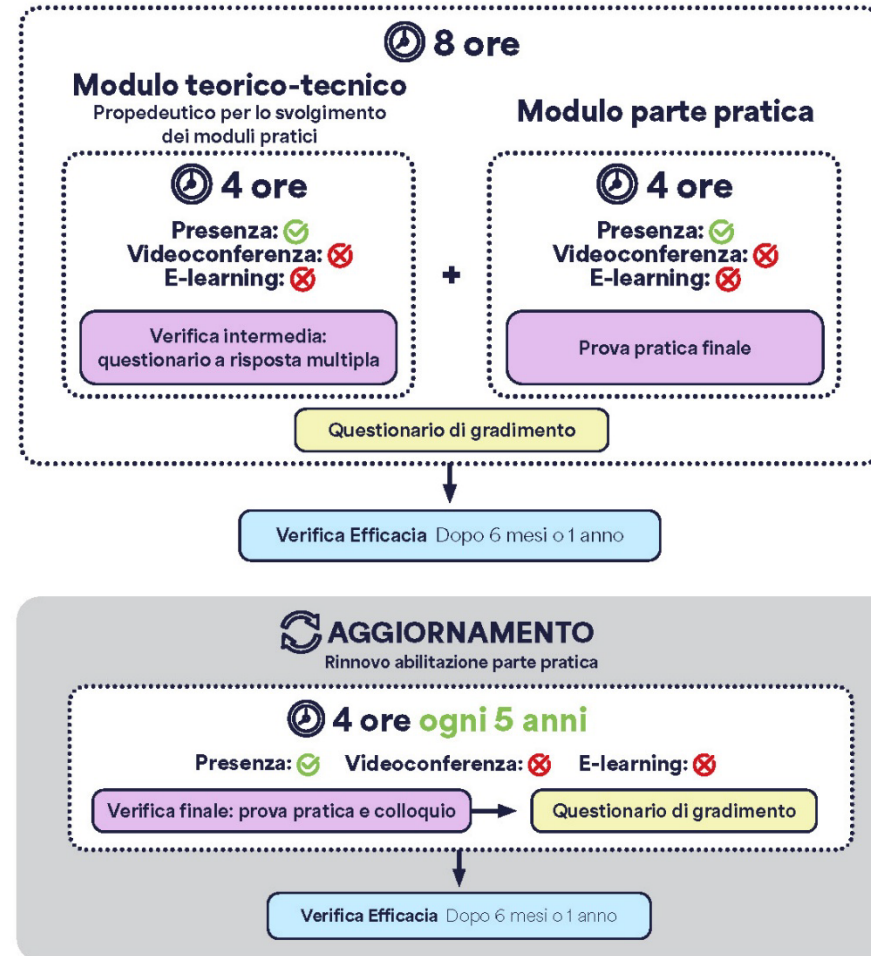 8 ore
Modulo teorico-tecnico
Propedeutico per lo svolgimento
dei moduli pratici
4 ore
Presenza:
Videoconferenza:
E-learning:
Verifica intermedia:
questionario a risposta multipla
+
Modulo parte pratica
4 ore
Presenza:
Videoconferenza:
E-learning:
Prova pratica finale
Questionario di gradimento
Verifica Efficacia Dopo 6 mesi o 1 anno
AGGIORNAMENTO
Rinnovo abilitazione parte pratica
4 ore ogni 5 anni
Presenza: Videoconferenza: E-learning:
Verifica finale: prova pratica e colloquio
Questionario di gradimento
Verifica Efficacia Dopo 6 mesi o 1 anno